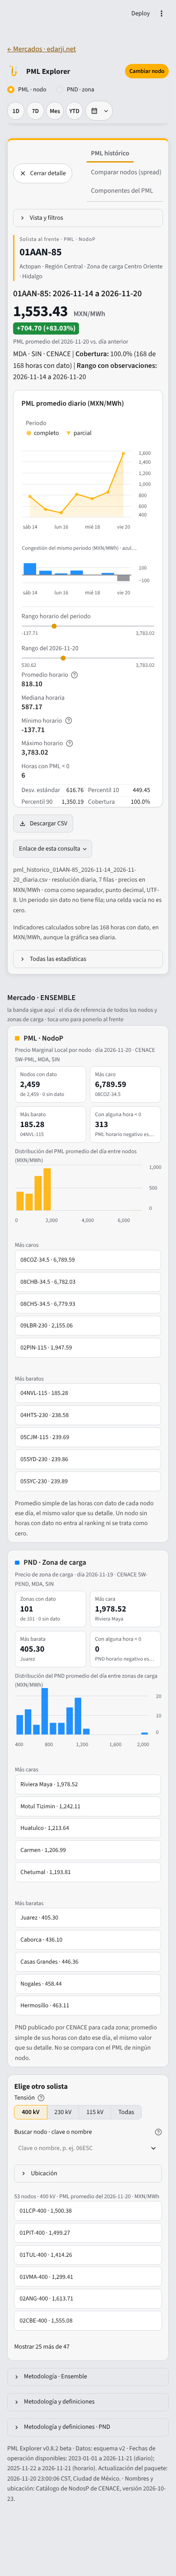 Deploy
← Mercados · edarji.net
PML Explorer
Cambiar nodo
PML · nodo
PND · zona
1D
7D
Mes
YTD
Cerrar detalle
PML histórico
Comparar nodos (spread)
Componentes del PML
Vista y filtros
Solista al frente · PML · NodoP
01AAN-85
Actopan · Región Central · Zona de carga Centro Oriente
· Hidalgo
01AAN-85: 2026-11-14 a 2026-11-20
1,553.43 MXN/MWh
+704.70 (+83.03%)
PML promedio del 2026-11-20 vs. día anterior
MDA · SIN · CENACE | Cobertura: 100.0% (168 de
168 horas con dato) | Rango con observaciones:
2026-11-14 a 2026-11-20
PML promedio diario (MXN/MWh)
Periodo
completo
parcial
1,600
1,400
1,200
1,000
800
600
400
sáb 14
lun 16
mié 18
vie 20
Congestión del mismo periodo (MXN/MWh) · azul…
100
−100
sáb 14
lun 16
mié 18
vie 20
Rango horario del periodo
-137.71
3,783.02
Rango del 2026-11-20
530.62
3,783.02
Promedio horario
818.10
Mediana horaria
587.17
Mínimo horario
-137.71
Máximo horario
3,783.02
Horas con PML < 0
6
Desv. estándar
616.76
Percentil 10
449.45
Percentil 90
1,350.19
Cobertura
100.0%
Descargar CSV
Enlace de esta consulta
pml_historico_01AAN-85_2026-11-14_2026-11-
20_diaria.csv · resolución diaria, 7 filas · precios en
MXN/MWh · coma como separador, punto decimal, UTF-
8. Un periodo sin dato no tiene fila; una celda vacía no es
cero.
Indicadores calculados sobre las 168 horas con dato, en
MXN/MWh, aunque la gráfica sea diaria.
Todas las estadísticas
Mercado · ENSEMBLE
la banda sigue aquí · el día de referencia de todos los nodos y
zonas de carga · toca uno para ponerlo al frente
PML · NodoP
Precio Marginal Local por nodo · día 2026-11-20 · CENACE
SW-PML, MDA, SIN
Nodos con dato
2,459
de 2,459 · 0 sin dato
Más caro
6,789.59
08COZ-34.5
Más barato
185.28
04NVL-115
Con alguna hora < 0
313
PML horario negativo es…
Distribución del PML promedio del día entre nodos
(MXN/MWh)
1,000
500
0
0
2,000
4,000
6,000
Más caros
08COZ-34.5 · 6,789.59
08CHB-34.5 · 6,782.03
08CHS-34.5 · 6,779.93
09LBR-230 · 2,155.06
02PIN-115 · 1,947.59
Más baratos
04NVL-115 · 185.28
04HTS-230 · 238.58
05CJM-115 · 239.69
05SYD-230 · 239.86
05SYC-230 · 239.89
Promedio simple de las horas con dato de cada nodo
ese día, el mismo valor que su detalle. Un nodo sin
horas con dato no entra al ranking ni se trata como
cero.
PND · Zona de carga
Precio de zona de carga · día 2026-11-19 · CENACE SW-
PEND, MDA, SIN
Zonas con dato
101
de 101 · 0 sin dato
Más cara
1,978.52
Riviera Maya
Más barata
405.30
Juarez
Con alguna hora < 0
0
PND horario negativo es…
Distribución del PND promedio del día entre zonas de carga
(MXN/MWh)
20
10
0
400
800
1,200
1,600
2,000
Más caras
Riviera Maya · 1,978.52
Motul Tizimin · 1,242.11
Huatulco · 1,213.64
Carmen · 1,206.99
Chetumal · 1,193.81
Más baratas
Juarez · 405.30
Caborca · 436.10
Casas Grandes · 446.36
Nogales · 458.44
Hermosillo · 463.11
PND publicado por CENACE para cada zona; promedio
simple de sus horas con dato ese día, el mismo valor
que su detalle. No se compara con el PML de ningún
nodo.
Elige otro solista
Tensión
400 kV
230 kV
115 kV
Todas
Buscar nodo · clave o nombre
Clave o nombre, p. ej. 06ESC
Ubicación
53 nodos · 400 kV · PML promedio del 2026-11-20 · MXN/MWh
01LCP-400 · 1,500.38
01PIT-400 · 1,499.27
01TUL-400 · 1,414.26
01VMA-400 · 1,299.41
02ANG-400 · 1,613.71
02CBE-400 · 1,555.08
Mostrar 25 más de 47
Metodología · Ensemble
Metodología y definiciones
Metodología y definiciones · PND
PML Explorer v0.8.2 beta · Datos: esquema v2 · Fechas de
operación disponibles: 2023-01-01 a 2026-11-21 (diario);
2025-11-22 a 2026-11-21 (horario). Actualización del paquete:
2026-11-20 23:00:06 CST, Ciudad de México. · Nombres y
ubicación: Catálogo de NodosP de CENACE, versión 2026-10-
23.